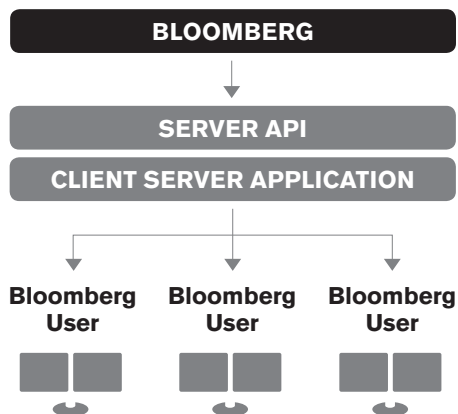 BLOOMBERG
SERVER API
CLIENT SERVER APPLICATION
Bloomberg User
Bloomberg User
Bloomberg User